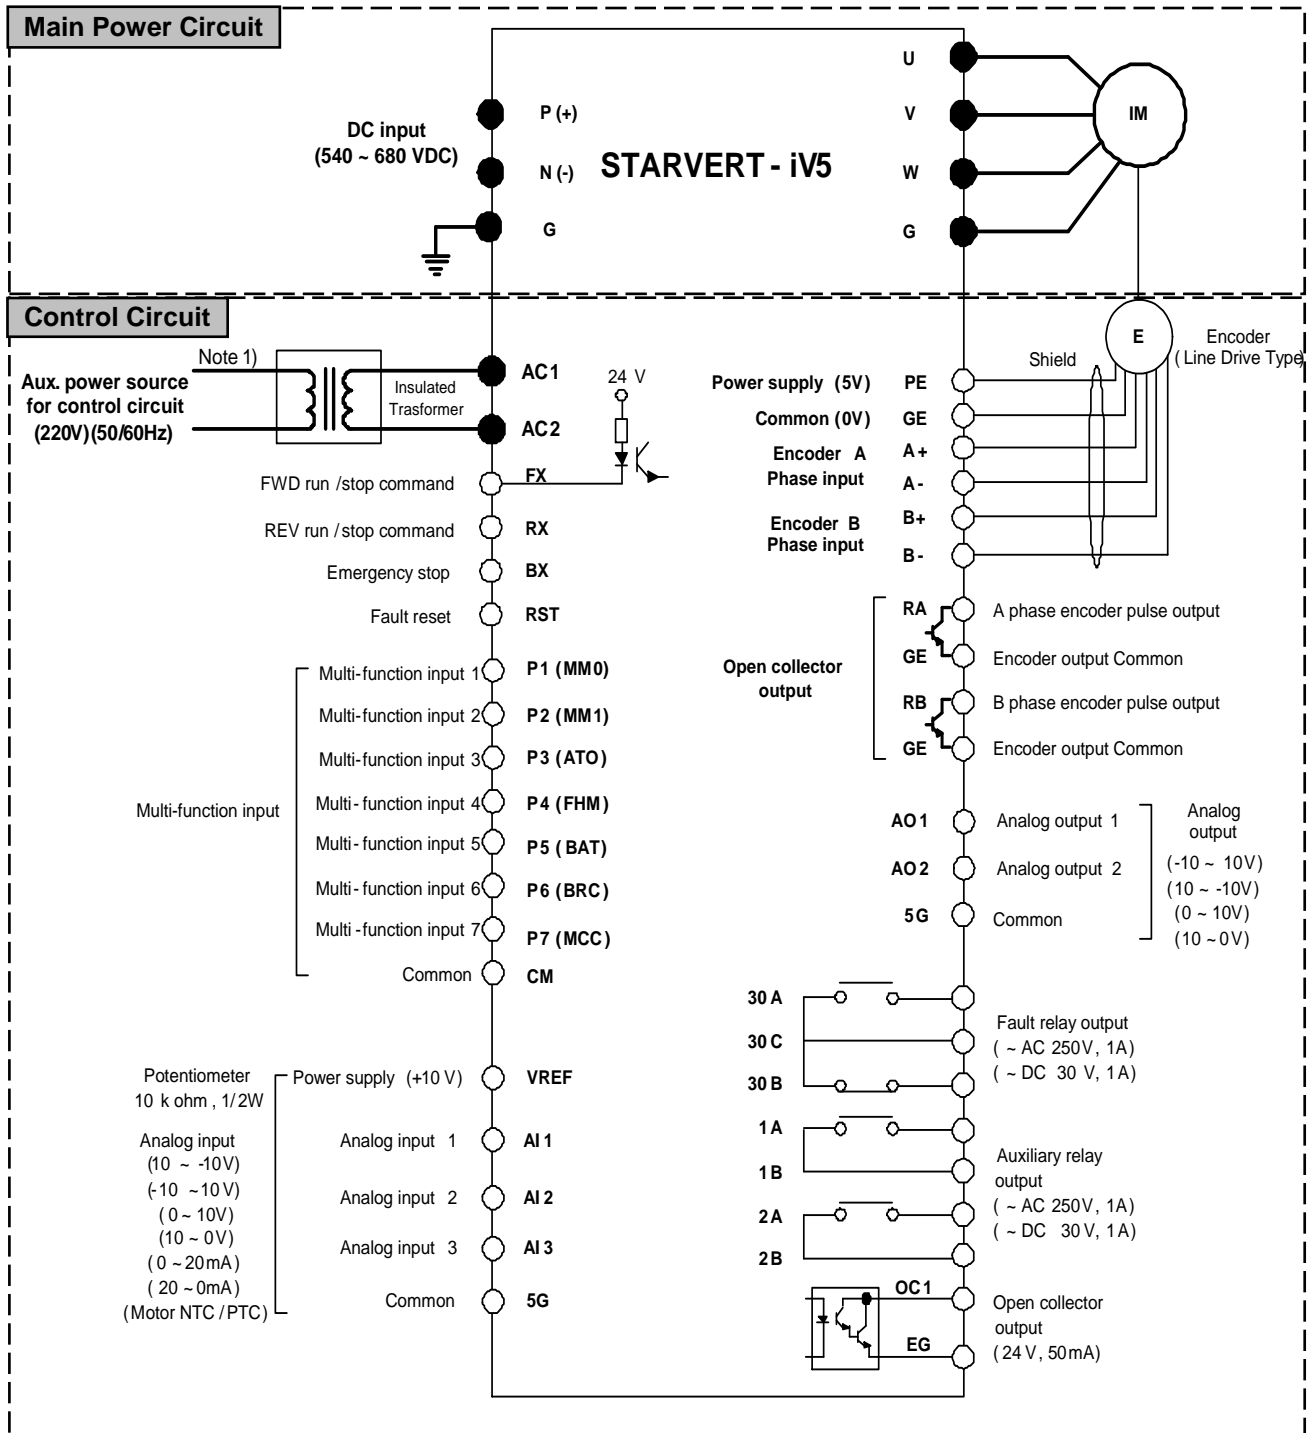 Main Power Circuit
DC input
(540 ~ 680 VDC)
P (+)
N (-)
G
STARVERT - iV5
U
V
W
G
IM
Control Circuit
Note 1)
Aux. power source
for control circuit
(220V)(50/60Hz)
Insulated
Trasformer
AC1
AC2
24 V
FWD run /stop command
FX
REV run /stop command
RX
Emergency stop
BX
Fault reset
RST
Multi-function input
Multi-function input 1
P1 (MM0)
Multi-function input 2
P2 (MM1)
Multi-function input 3
P3 (ATO)
Multi-function input 4
P4 (FHM)
Multi-function input 5
P5 (BAT)
Multi-function input 6
P6 (BRC)
Multi-function input 7
P7 (MCC)
Common
CM
Potentiometer
10 k ohm , 1/2W
Analog input
(10 ~ -10V)
(-10 ~10V)
(0 ~ 10V)
(10 ~ 0V)
(0 ~20mA)
(20 ~0mA)
(Motor NTC /PTC)
Power supply (+10 V)
VREF
Analog input 1
AI 1
Analog input 2
AI 2
Analog input 3
AI 3
Common
5G
E
Encoder
(Line Drive Type)
Shield
Power supply (5V)
PE
Common (0V)
GE
Encoder A
Phase input
A+
A-
Encoder B
Phase input
B+
B-
Open collector
output
RA
A phase encoder pulse output
GE
Encoder output Common
RB
B phase encoder pulse output
GE
Encoder output Common
AO1
Analog output 1
AO2
Analog output 2
5G
Common
Analog
output
(-10 ~ 10V)
(10 ~ -10V)
(0 ~ 10V)
(10 ~0V)
30A
30C
30B
Fault relay output
( ~ AC 250V, 1A)
( ~ DC 30 V, 1A)
1A
1B
2A
2B
Auxiliary relay
output
( ~ AC 250V, 1A)
( ~ DC 30V, 1A)
OC1
EG
Open collector
output
(24V, 50mA)